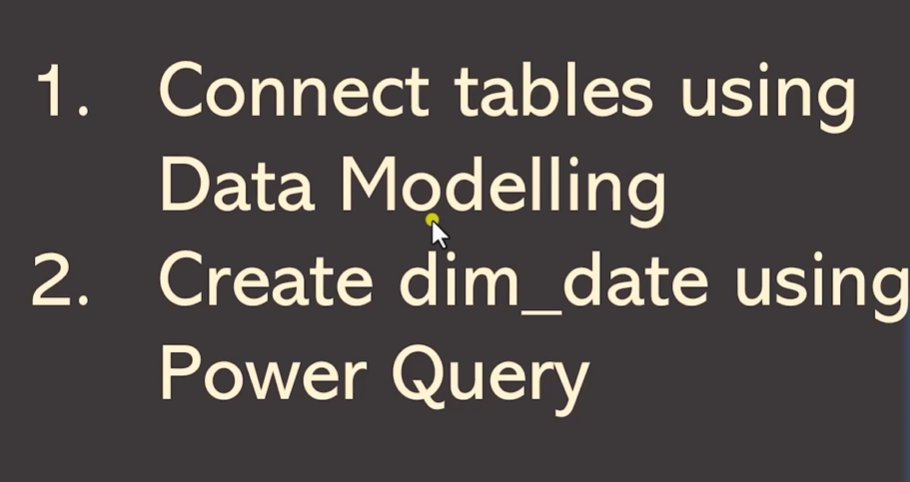 1. Connect tables using
Data Modelling
2. Create dim_date using
Power Query